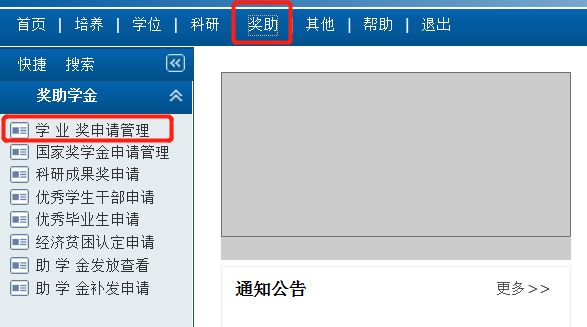 首页 | 培养 | 学位 | 科研 | 奖助 | 其他 | 帮助 | 退出
快捷 搜索
奖助学金
学 业 奖申请管理
国家奖学金申请管理
科研成果奖申请
优秀学生干部申请
优秀毕业生申请
经济贫困认定申请
助 学 金发放查看
助 学 金补发申请
通知公告 更多>>